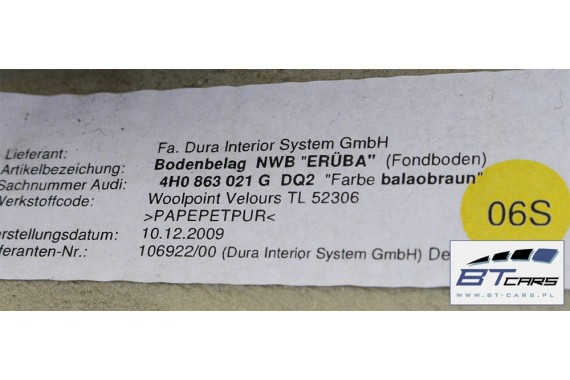 Lieferant: Fa. Dura Interior System GmbH
Artikelbezeichung: Bodenbelag NWB "ERÜBA" (Fondboden)
Sachnummer Audi: 4H0 863 021 G DQ2 "Farbe balaobraun"
Werkstoffcode: Woolpoint Velours TL 52306
>PAPEPETPUR<
erstellungsdatum: 10.12.2009
eferanten-Nr.: 106922/00 (Dura Interior System GmbH) De
06S
BT CARS
WWW.BT-CARS.PL